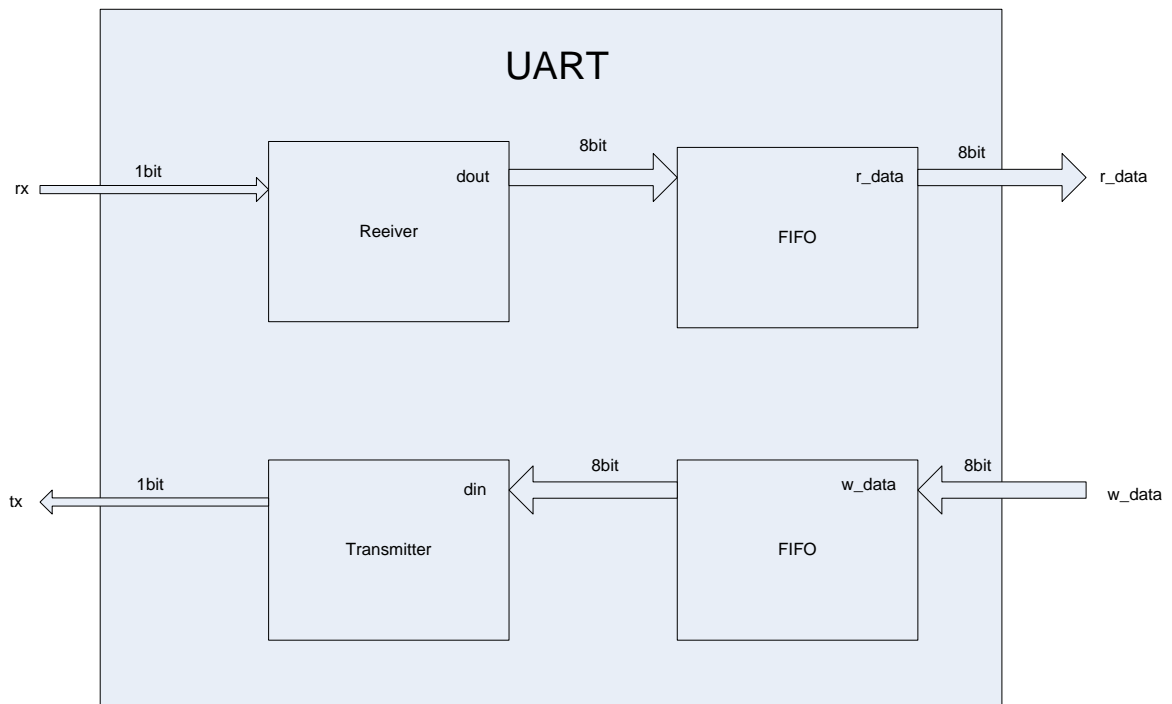 UART
1bit
8bit
8bit
rx
dout
r_data
r_data
Reeiver
FIFO
1bit
8bit
8bit
tx
din
w_data
w_data
Transmitter
FIFO